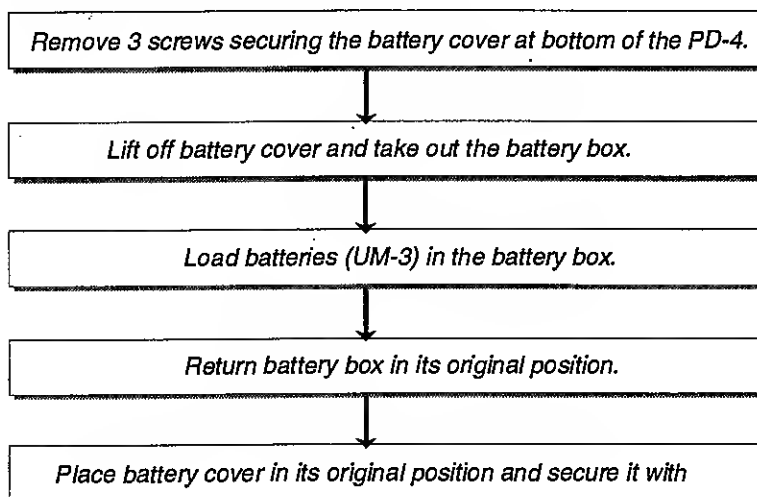 Remove 3 screws securing the battery cover at bottom of the PD-4.
Lift off battery cover and take out the battery box.
Load batteries (UM-3) in the battery box.
Return battery box in its original position.
Place battery cover in its original position and secure it with